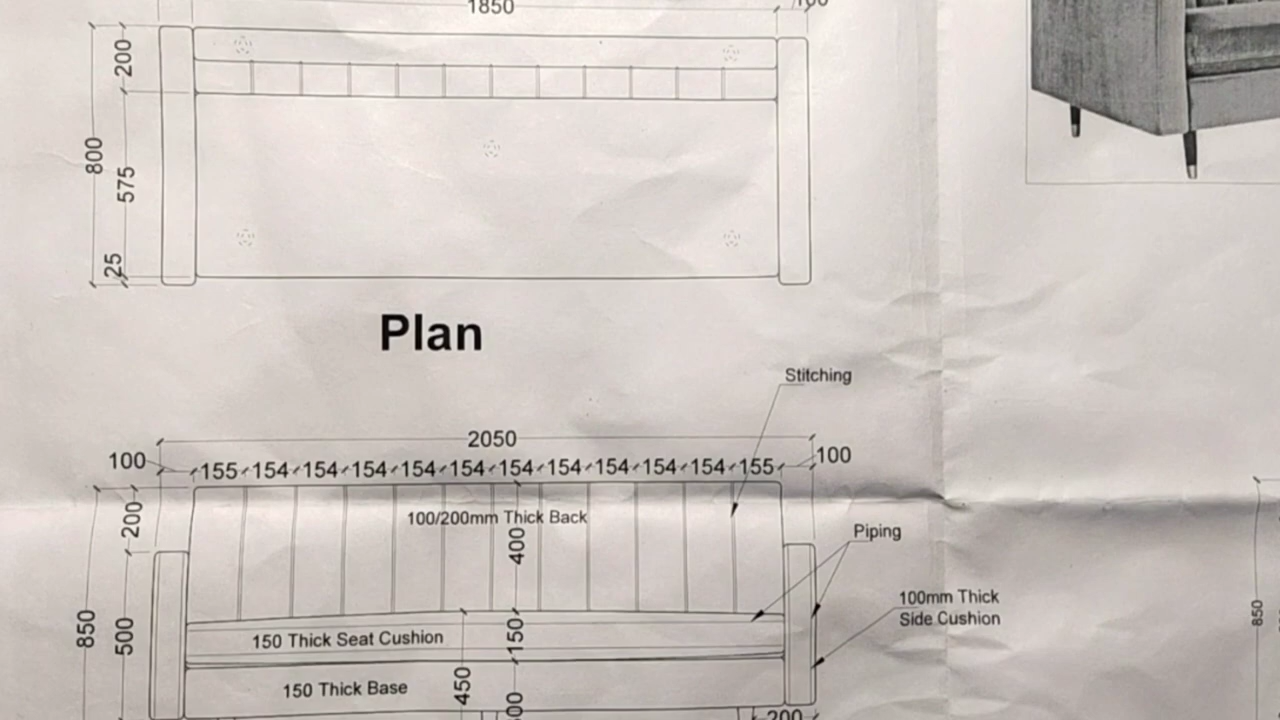 1850
100
200
800
575
25
Plan
Stitching
2050
100
155 154 154 154 154 154 154 154 154 154 154 155
100
200
100/200mm Thick Back
400
Piping
100mm Thick
Side Cushion
850
500
150 Thick Seat Cushion
150
150 Thick Base
450
200
850